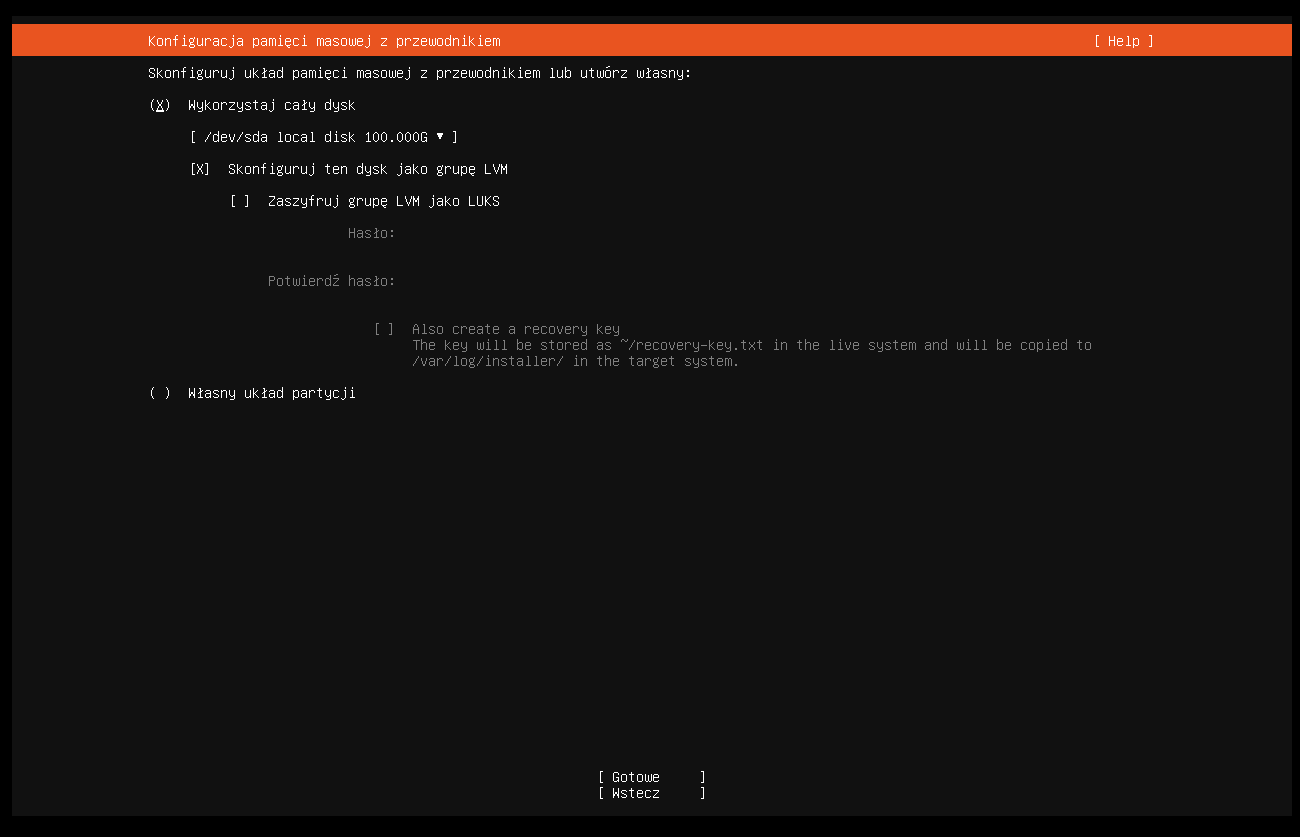 Konfiguracja pamięci masowej z przewodnikiem [ Help ]
Skonfiguruj układ pamięci masowej z przewodnikiem lub utwórz własny:
(X) Wykorzystaj cały dysk
[ /dev/sda local disk 100.000G ▾ ]
[X] Skonfiguruj ten dysk jako grupę LVM
[ ] Zaszyfruj grupę LVM jako LUKS
Hasło:
Potwierdź hasło:
[ ] Also create a recovery key
The key will be stored as ~/recovery-key.txt in the live system and will be copied to
/var/log/installer/ in the target system.
( ) Własny układ partycji
[ Gotowe ]
[ Wstecz ]